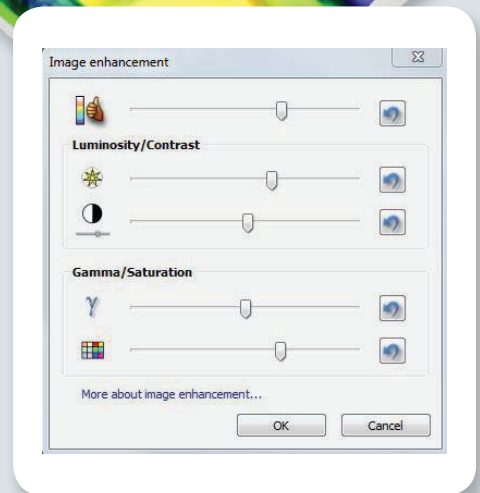 Image enhancement
Luminosity/Contrast
Gamma/Saturation
γ
More about image enhancement...
OK Cancel